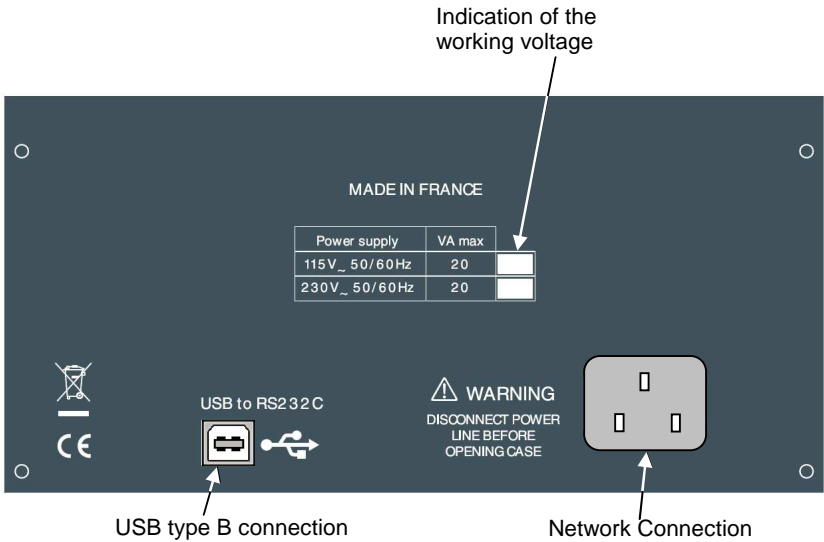 Indication of the
working voltage
MADE IN FRANCE
Power supply VA max
115V~ 50/60Hz 20
230V~ 50/60Hz 20
USB to RS232C
CE
⚠ WARNING
DISCONNECT POWER
LINE BEFORE
OPENING CASE
USB type B connection
Network Connection